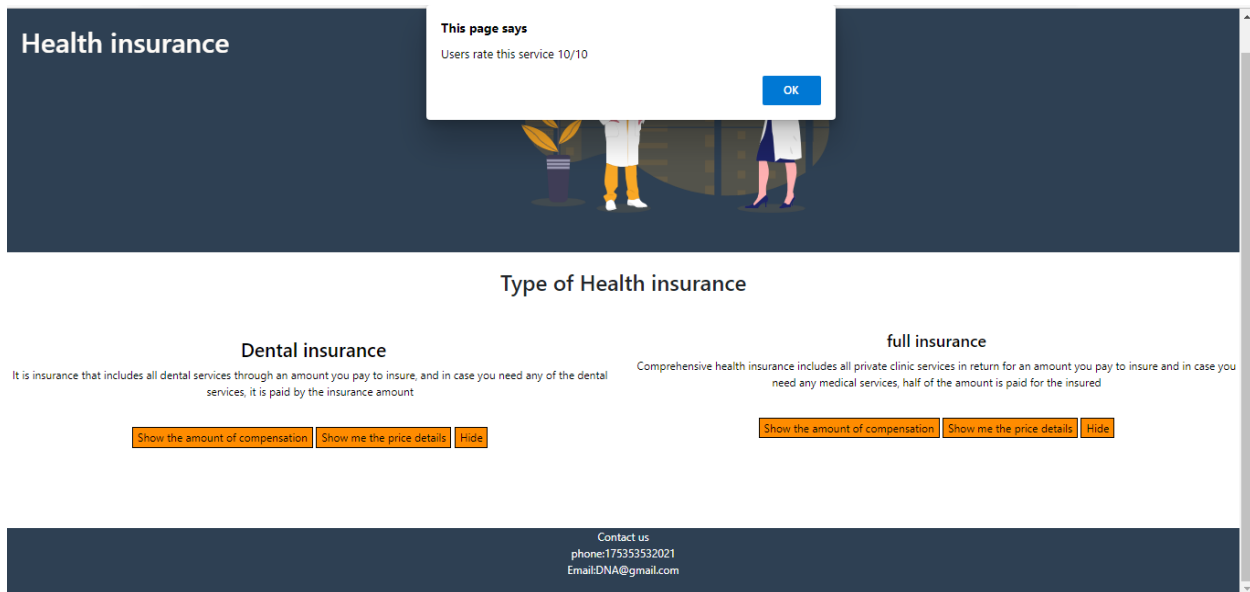 Health insurance
This page says
Users rate this service 10/10
OK
Type of Health insurance
Dental insurance
It is insurance that includes all dental services through an amount you pay to insure, and in case you need any of the dental
services, it is paid by the insurance amount
Show the amount of compensation Show me the price details Hide
full insurance
Comprehensive health insurance includes all private clinic services in return for an amount you pay to insure and in case you
need any medical services, half of the amount is paid for the insured
Show the amount of compensation Show me the price details Hide
Contact us
phone:175353532021
Email:DNA@gmail.com